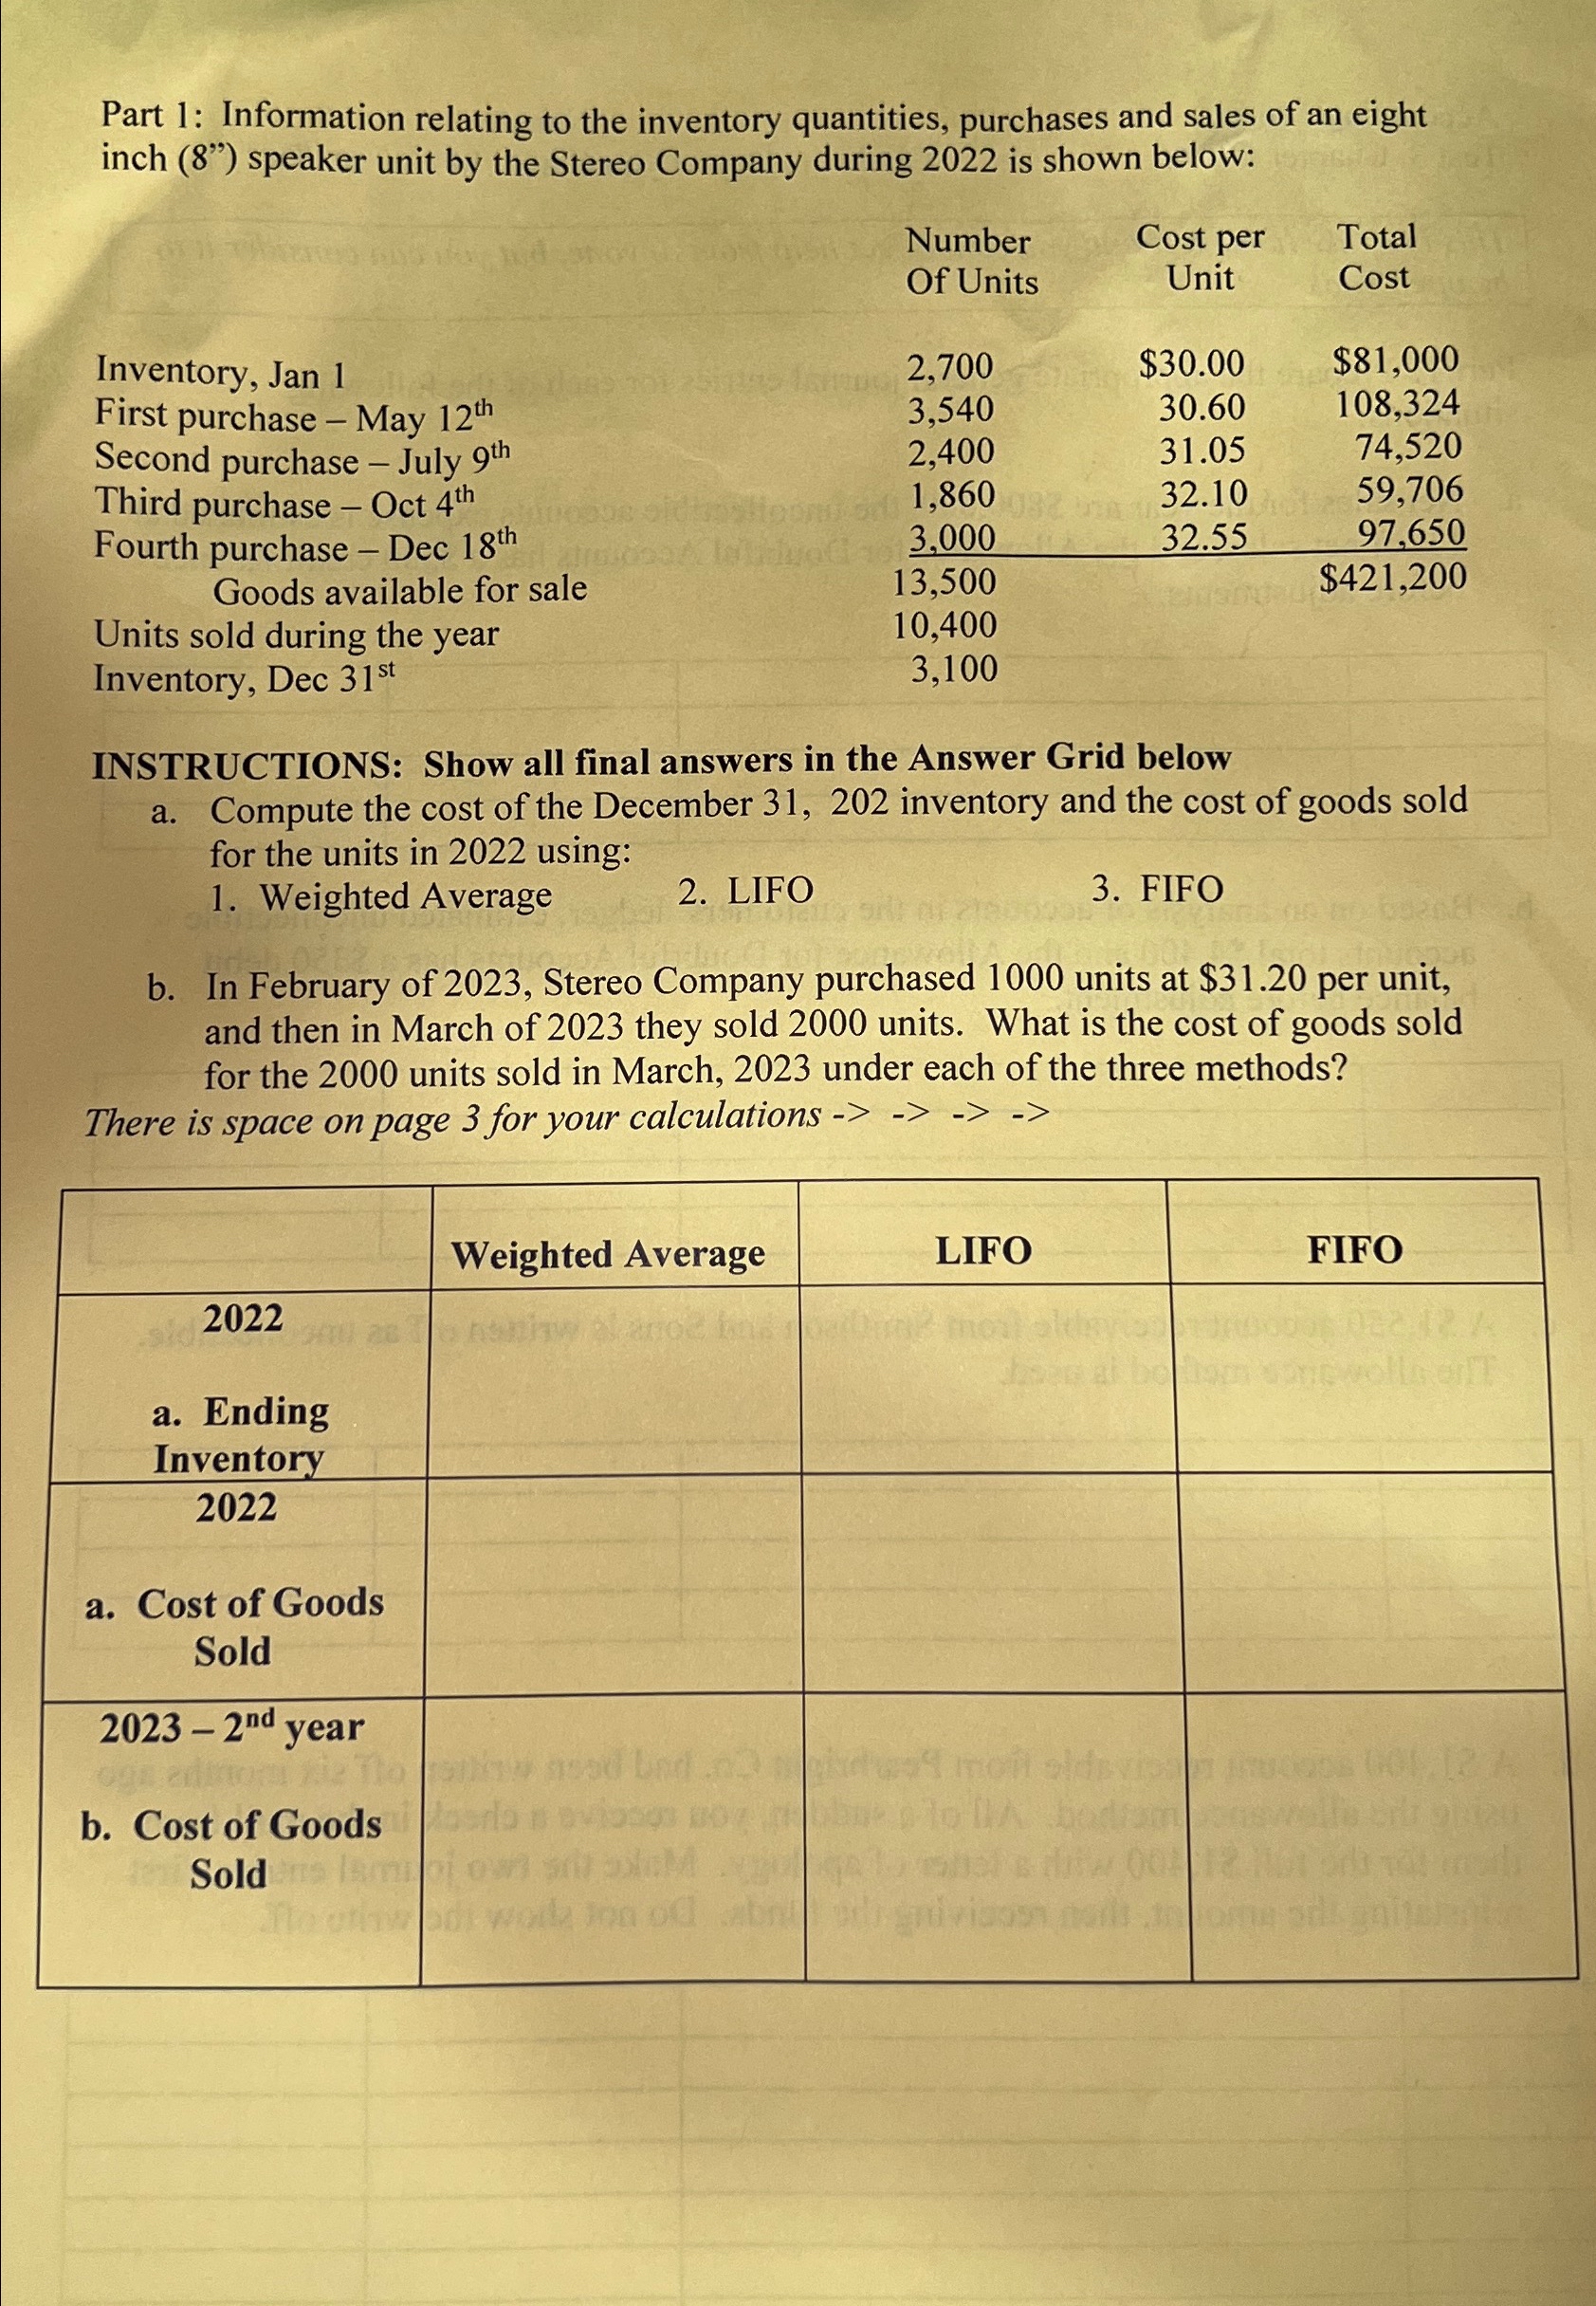 Part 1: Information relating to the inventory quantities, purchases and sales of an eight
inch (8”) speaker unit by the Stereo Company during 2022 is shown below:
Number Cost per Total
Of Units Unit Cost
Inventory, Jan 1 2,700 $30.00 $81,000
First purchase – May 12th 3,540 30.60 108,324
Second purchase – July 9th 2,400 31.05 74,520
Third purchase – Oct 4th 1,860 32.10 59,706
Fourth purchase – Dec 18th 3,000 32.55 97,650
Goods available for sale 13,500 $421,200
Units sold during the year 10,400
Inventory, Dec 31st 3,100
INSTRUCTIONS: Show all final answers in the Answer Grid below
a. Compute the cost of the December 31, 202 inventory and the cost of goods sold
for the units in 2022 using:
1. Weighted Average 2. LIFO 3. FIFO
b. In February of 2023, Stereo Company purchased 1000 units at $31.20 per unit,
and then in March of 2023 they sold 2000 units. What is the cost of goods sold
for the 2000 units sold in March, 2023 under each of the three methods?
There is space on page 3 for your calculations -> -> -> ->
Weighted Average LIFO FIFO
2022
a. Ending
Inventory
2022
a. Cost of Goods
Sold
2023 – 2nd year
b. Cost of Goods
Sold